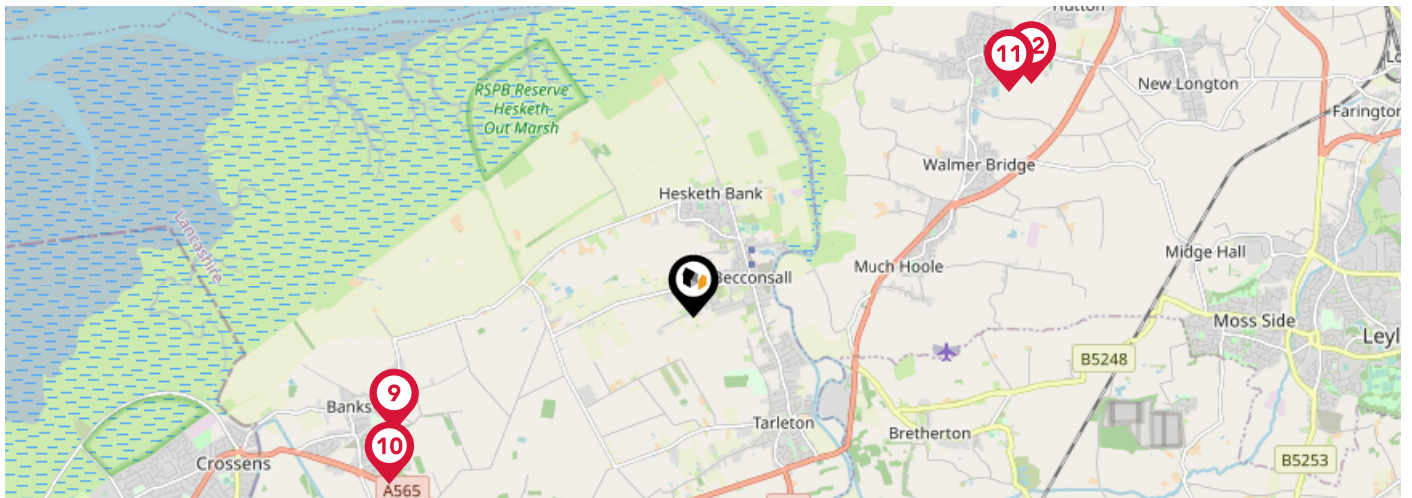 Hutton
11
2
New Longton
RSPB Reserve
Hesketh
Out Marsh
Farington
Walmer Bridge
Hesketh Bank
Lancashire
Midge Hall
Much Hoole
Becconsall
Moss Side
Leyl
B5248
9
Banks
Tarleton
Bretherton
10
Crossens
B5253
A565